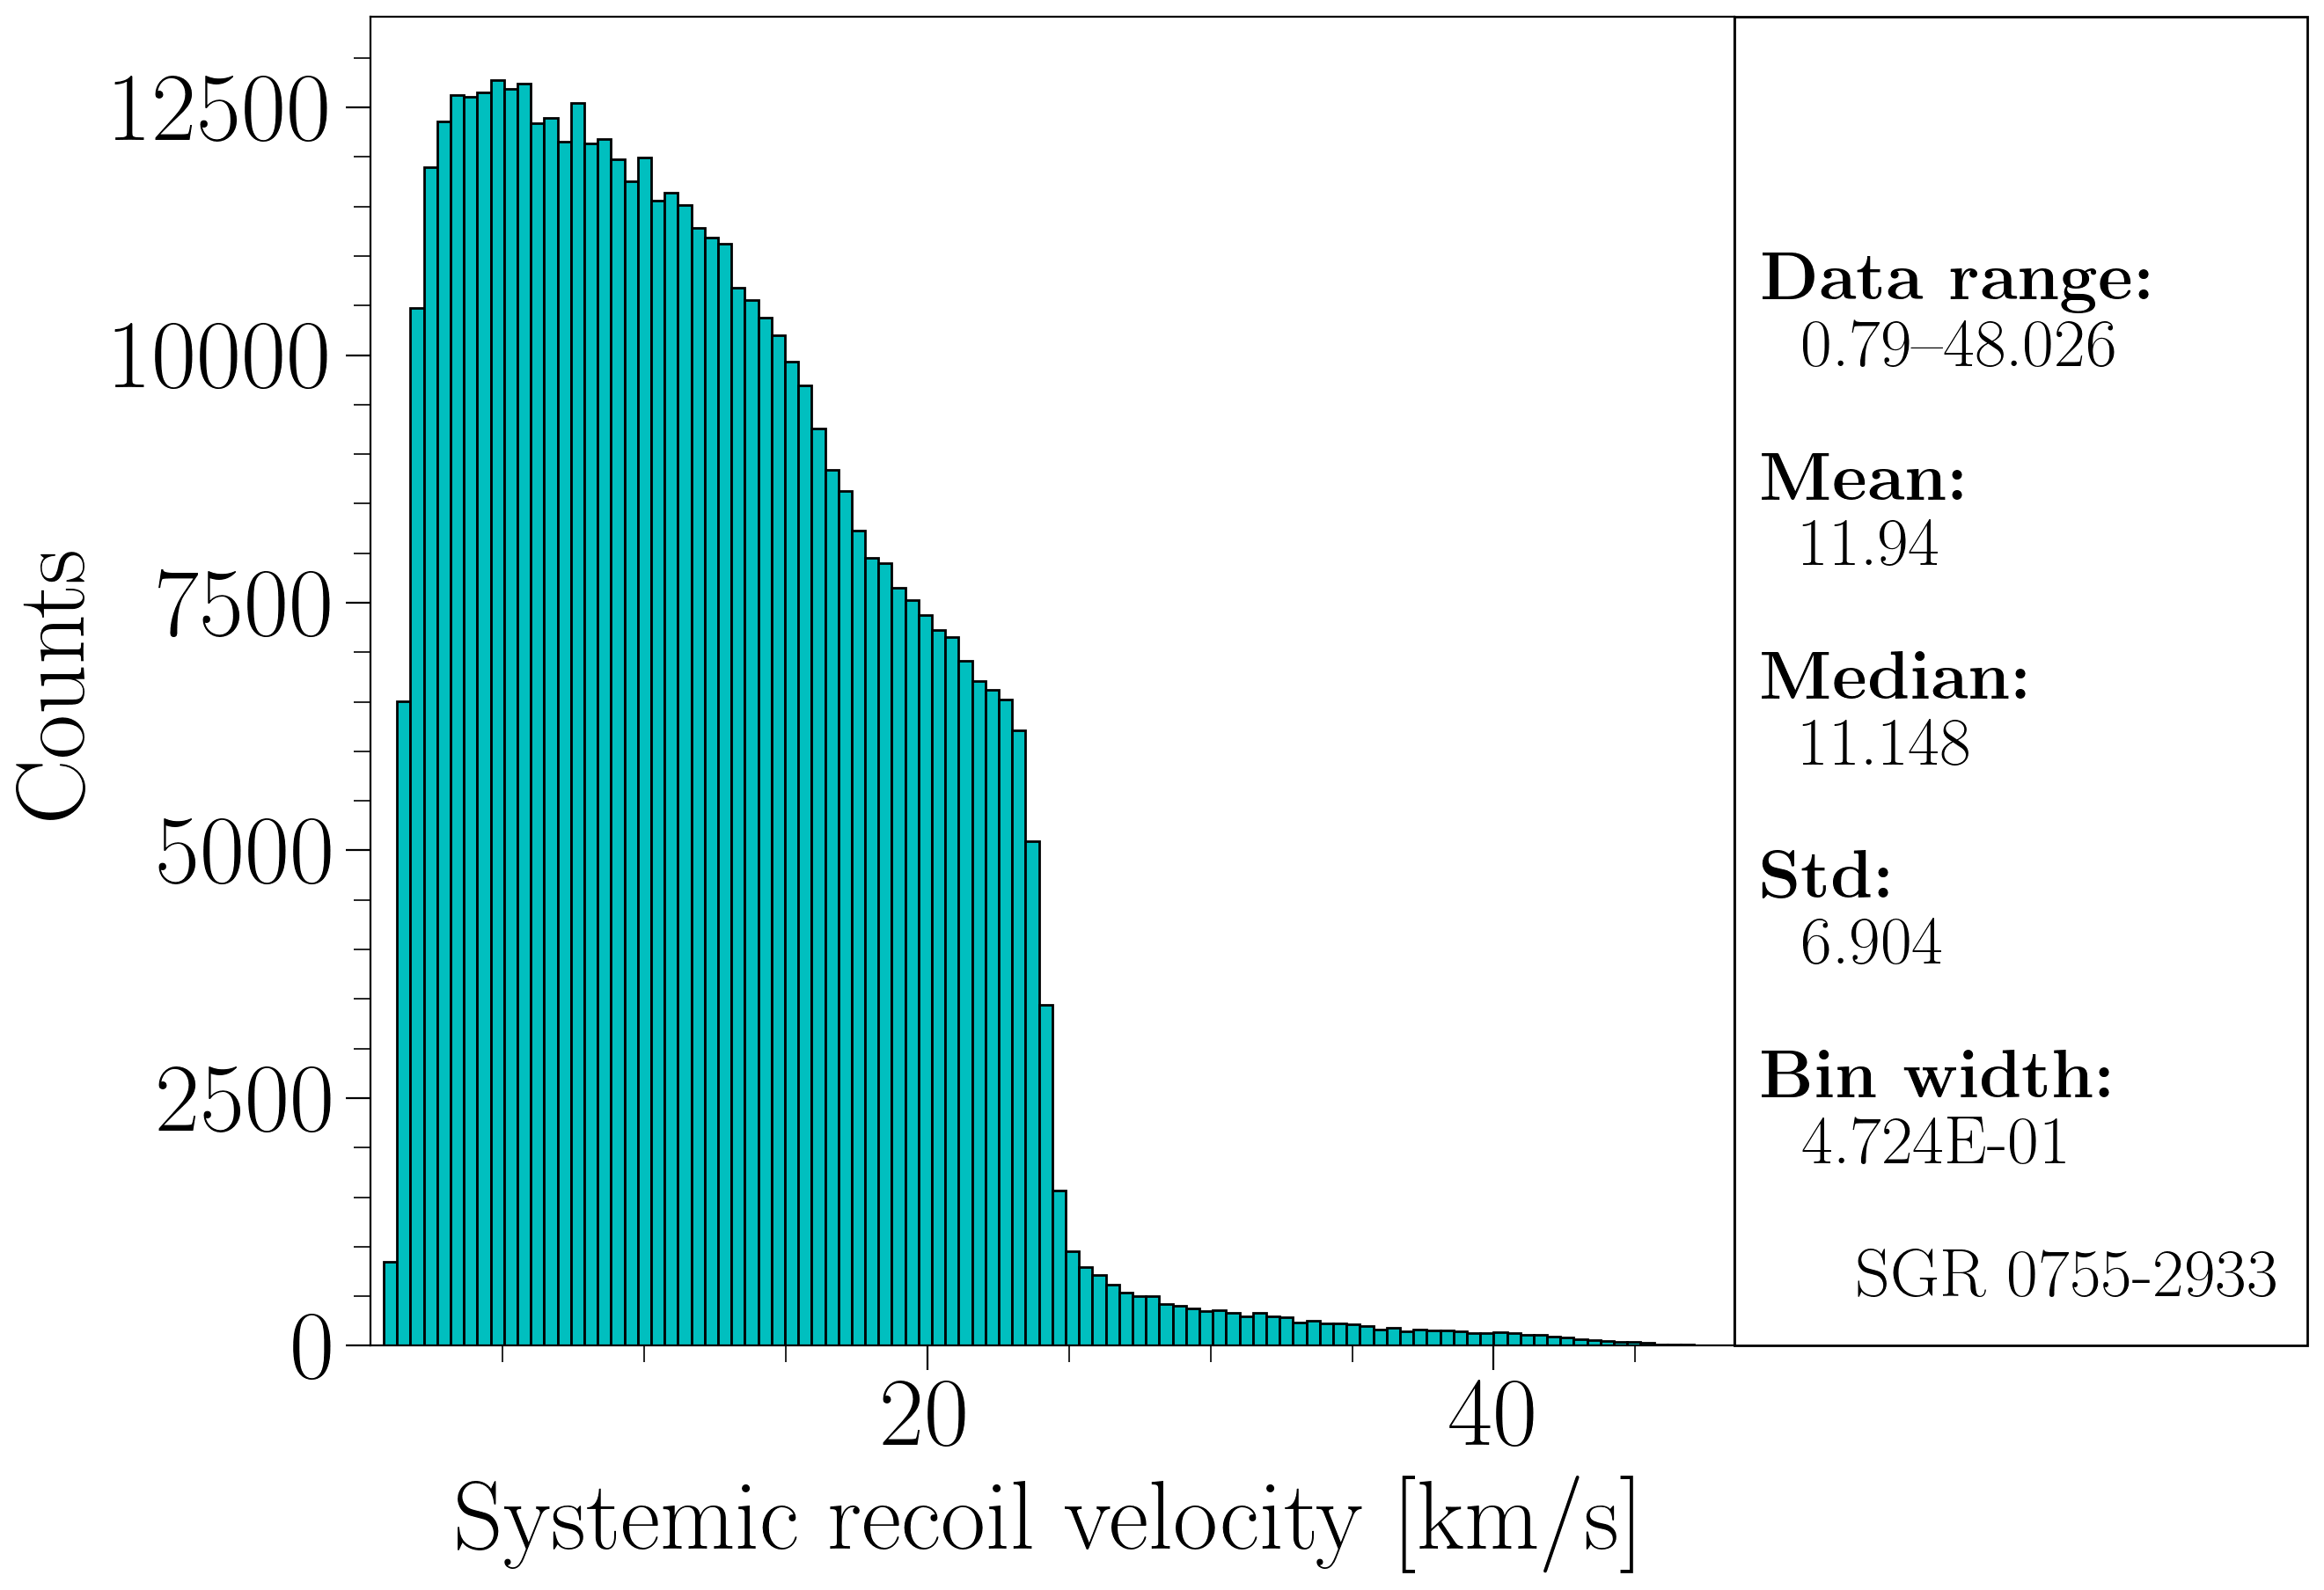 12500
10000
7500
5000
2500
0
Counts
20
40
Systemic recoil velocity [km/s]
Data range:
0.79–48.026
Mean:
11.94
Median:
11.148
Std:
6.904
Bin width:
4.724E-01
SGR 0755-2933